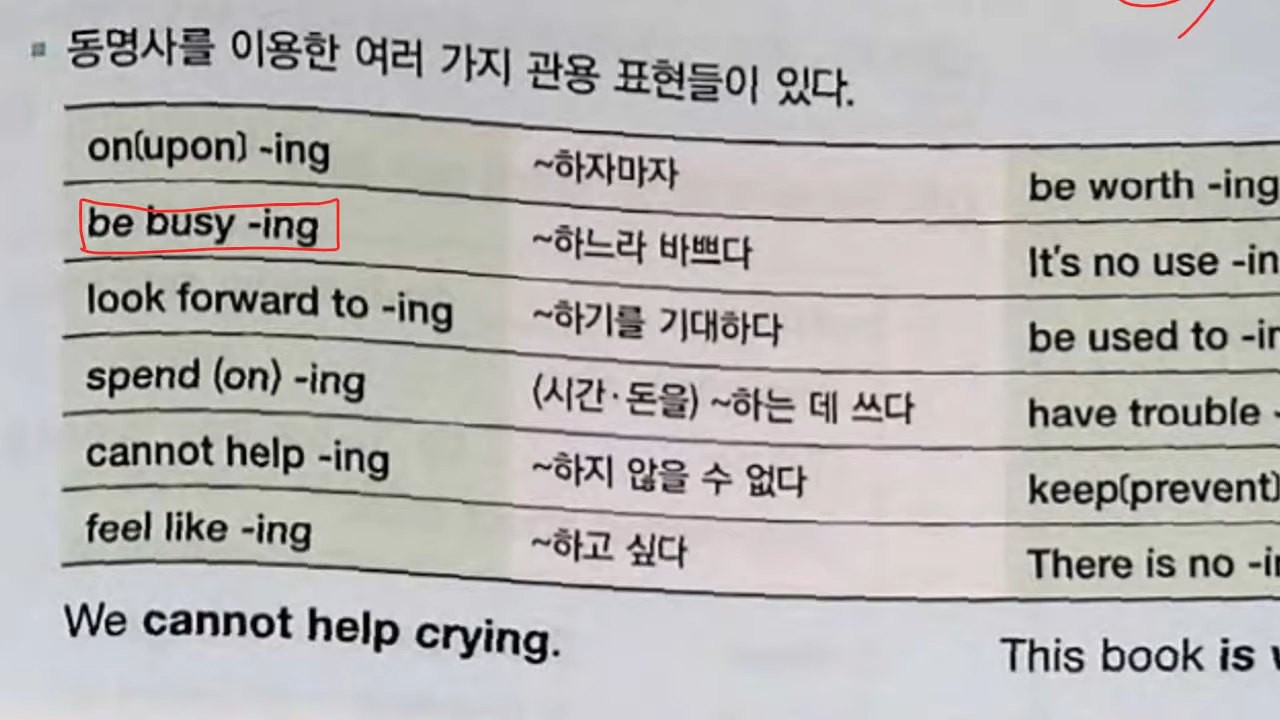 동명사를 이용한 여러 가지 관용 표현들이 있다.
on(upon) -ing ~하자마자 be worth -ing
be busy -ing ~하느라 바쁘다 It's no use -in
look forward to -ing ~하기를 기대하다 be used to -in
spend (on) -ing (시간·돈을) ~하는 데 쓰다 have trouble -
cannot help -ing ~하지 않을 수 없다 keep(prevent)
feel like -ing ~하고 싶다 There is no -in
We cannot help crying. This book is w